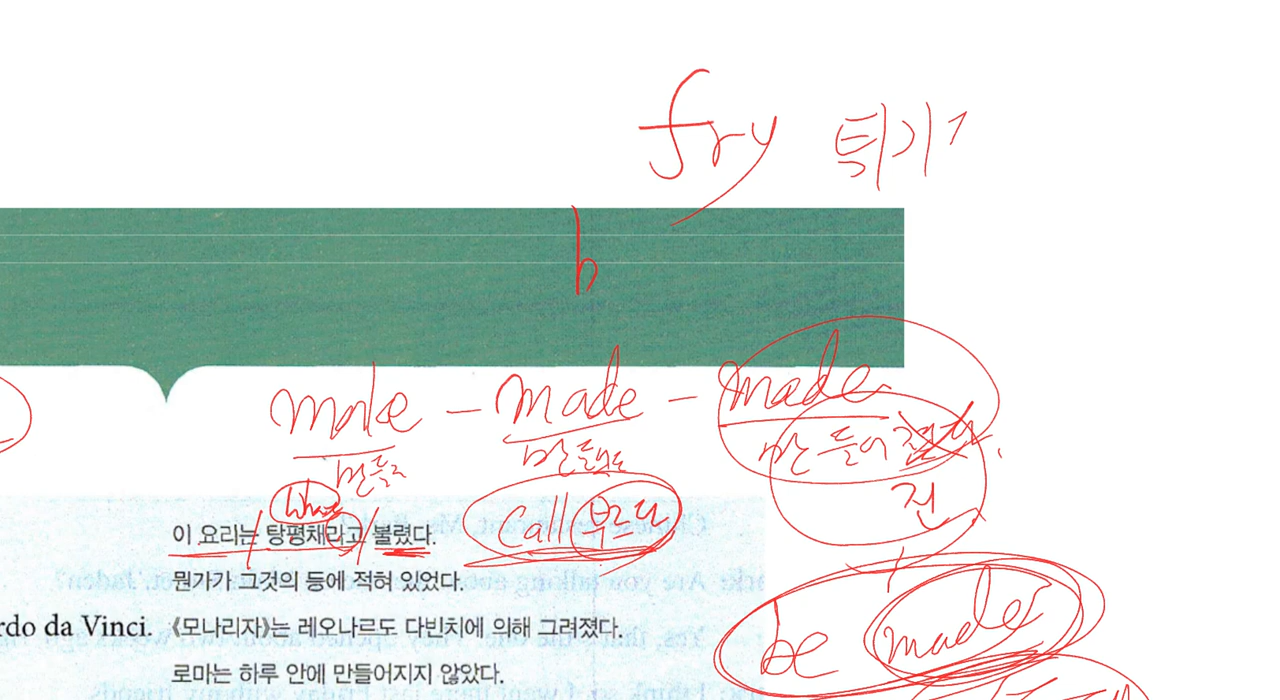 fry 튀기
h
make - made - made
만들다
만들었다
만들어
진
what
call 부르다
이 요리는 탕평채라고 불렸다.
뭔가가 그것의 등에 적혀 있었다.
rdo da Vinci. 《모나리자》는 레오나르도 다빈치에 의해 그려졌다.
로마는 하루 안에 만들어지지 않았다.
be made